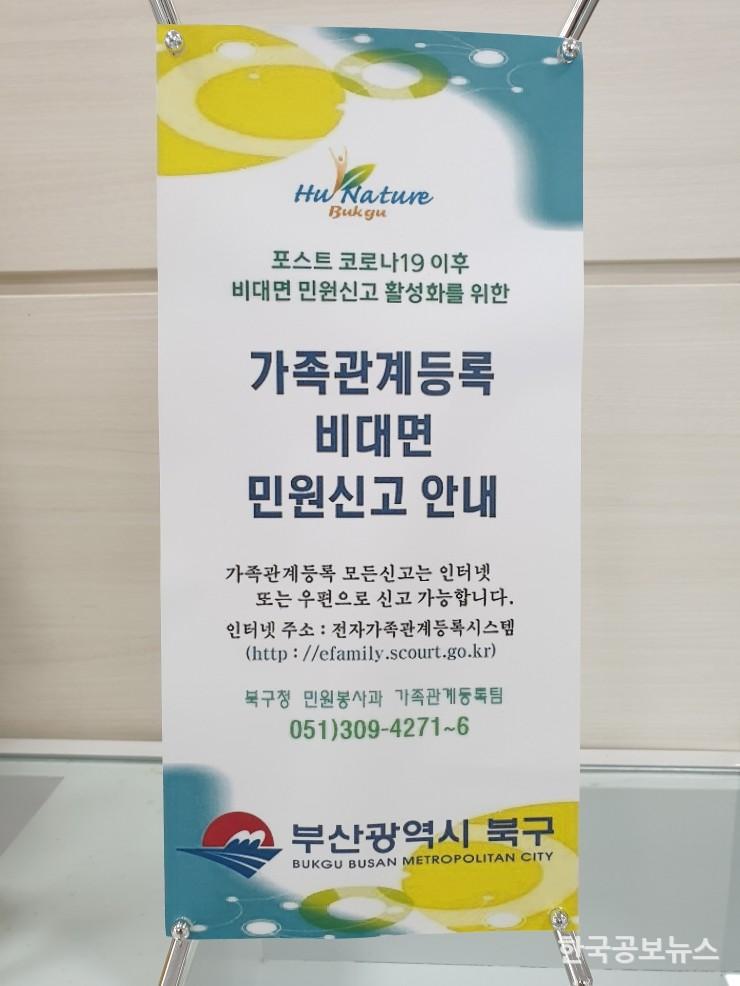 Hu Nature
Bukgu
포스트 코로나19 이후
비대면 민원신고 활성화를 위한
가족관계등록
비대면
민원신고 안내
가족관계등록 모든신고는 인터넷
또는 우편으로 신고 가능합니다.
인터넷 주소 : 전자가족관계등록시스템
(http : //efamily.scourt.go.kr)
북구청 민원봉사과 가족관계등록팀
051)309-4271~6
부산광역시 북구
BUKGU BUSAN METROPOLITAN CITY
한국공보뉴스